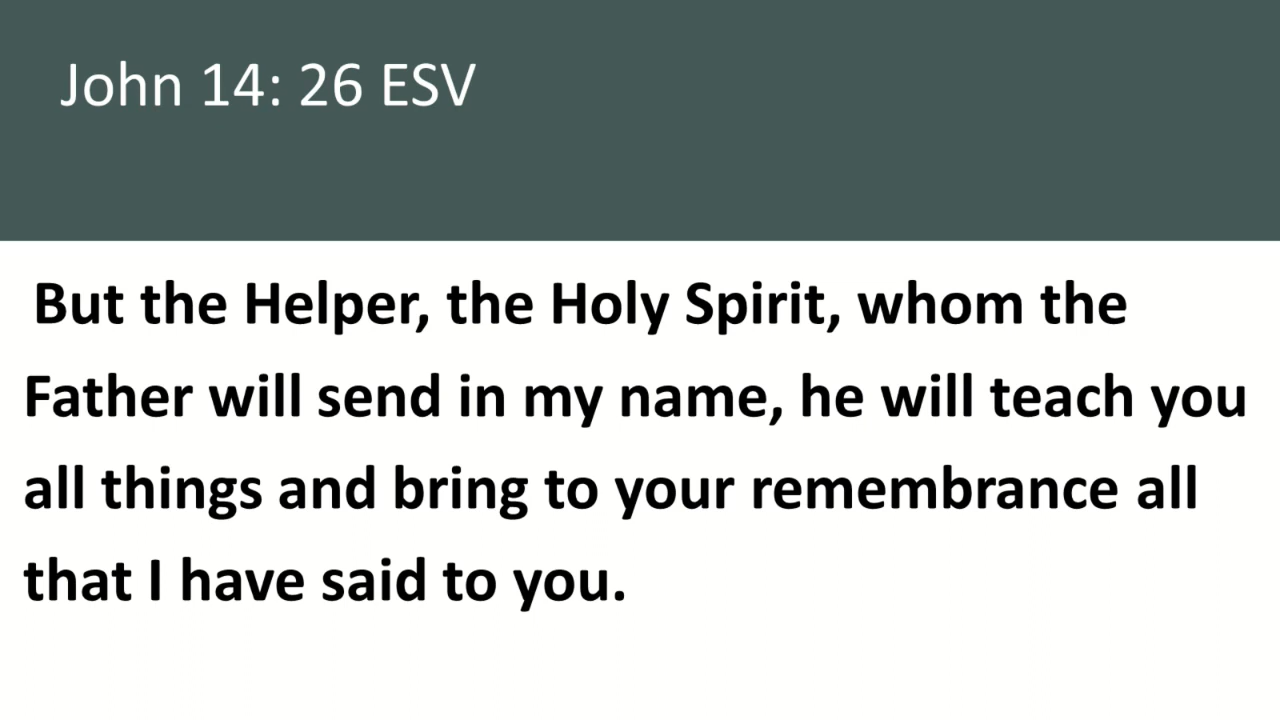 John 14: 26 ESV
But the Helper, the Holy Spirit, whom the
Father will send in my name, he will teach you
all things and bring to your remembrance all
that I have said to you.